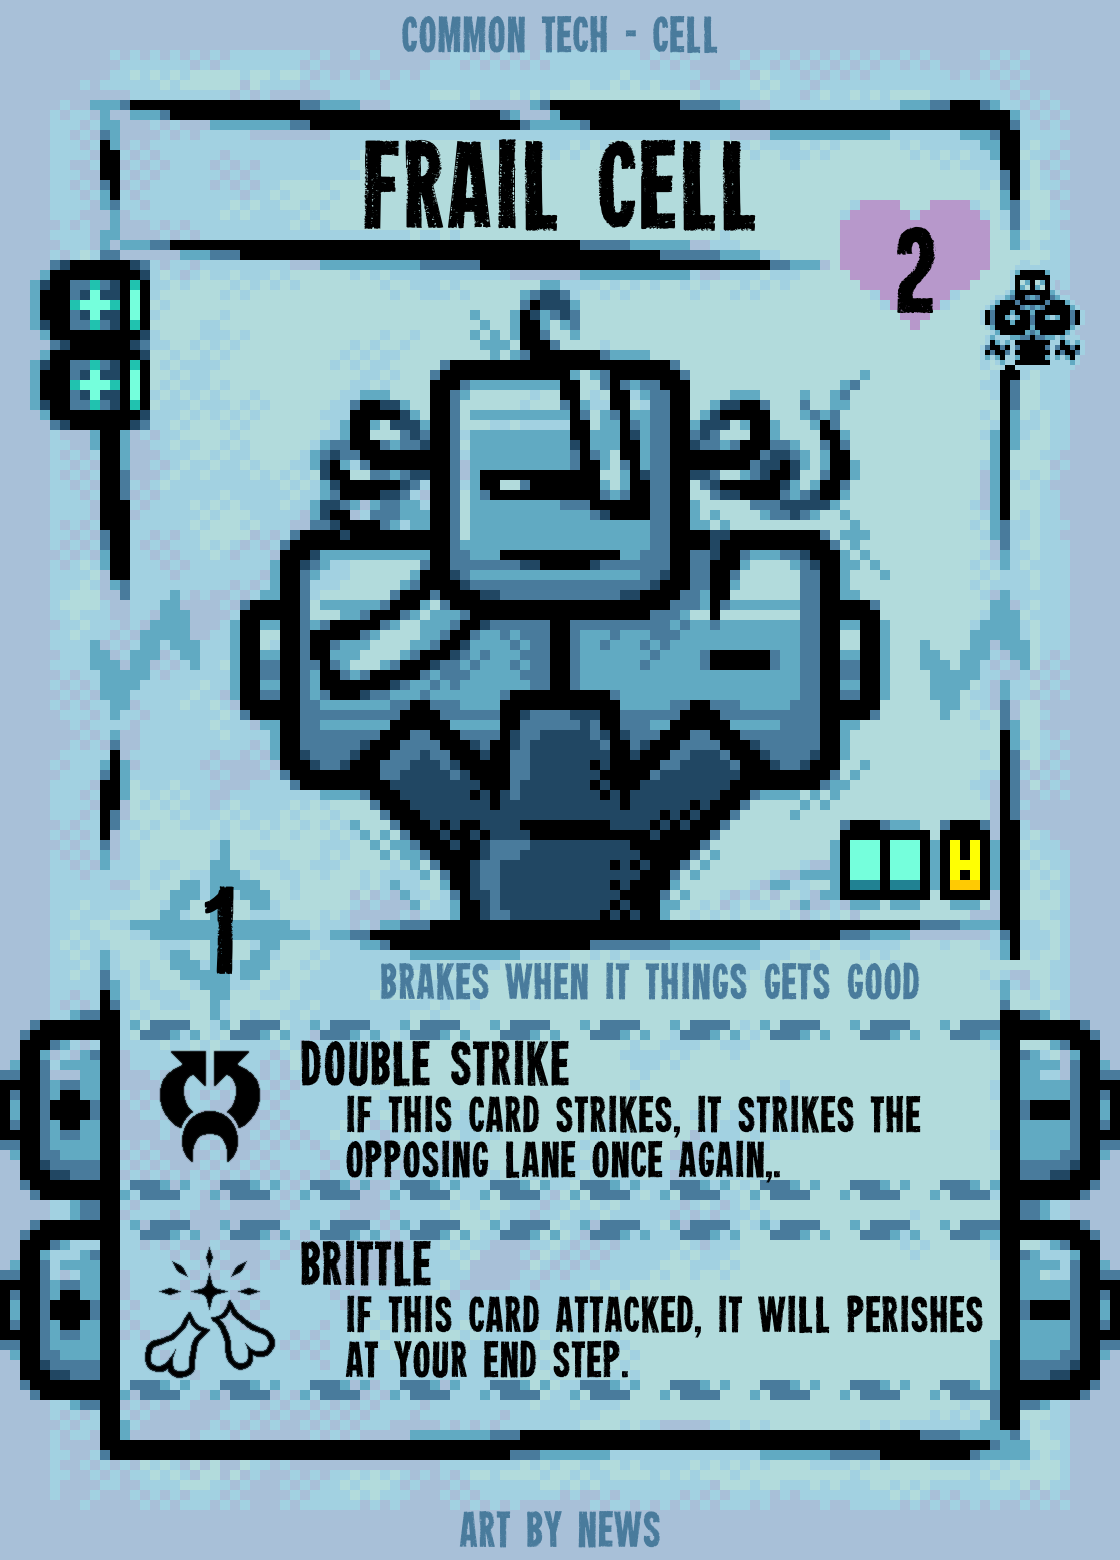 COMMON TECH - CELL
FRAIL CELL
2
1
BRAKES WHEN IT THINGS GETS GOOD
DOUBLE STRIKE
IF THIS CARD STRIKES, IT STRIKES THE
OPPOSING LANE ONCE AGAIN,.
BRITTLE
IF THIS CARD ATTACKED, IT WILL PERISHES
AT YOUR END STEP.
ART BY NEWS